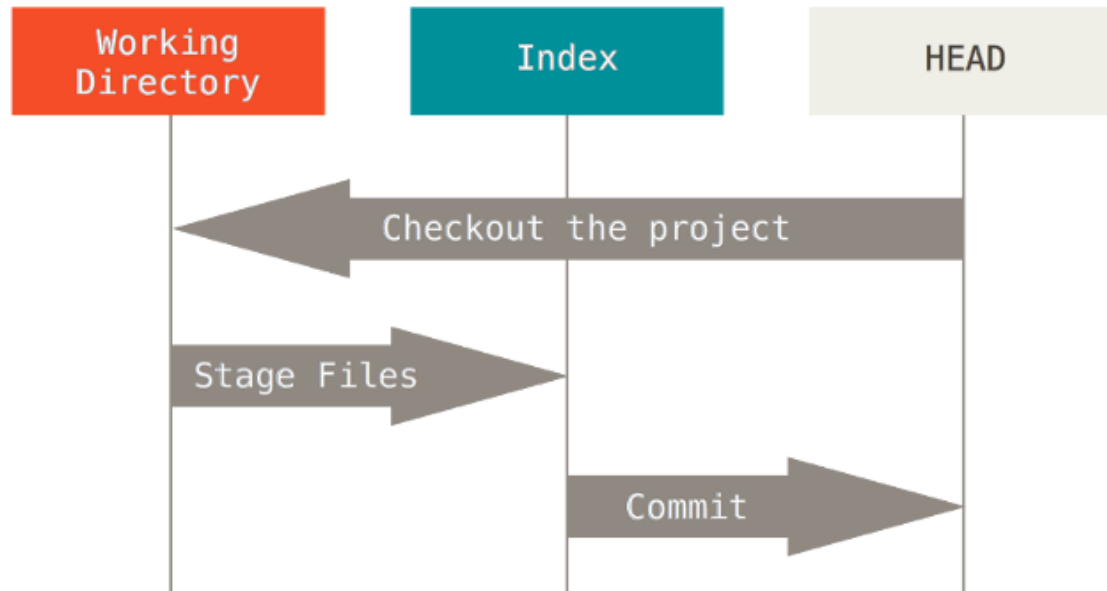 Working
Directory
Index
HEAD
Checkout the project
Stage Files
Commit